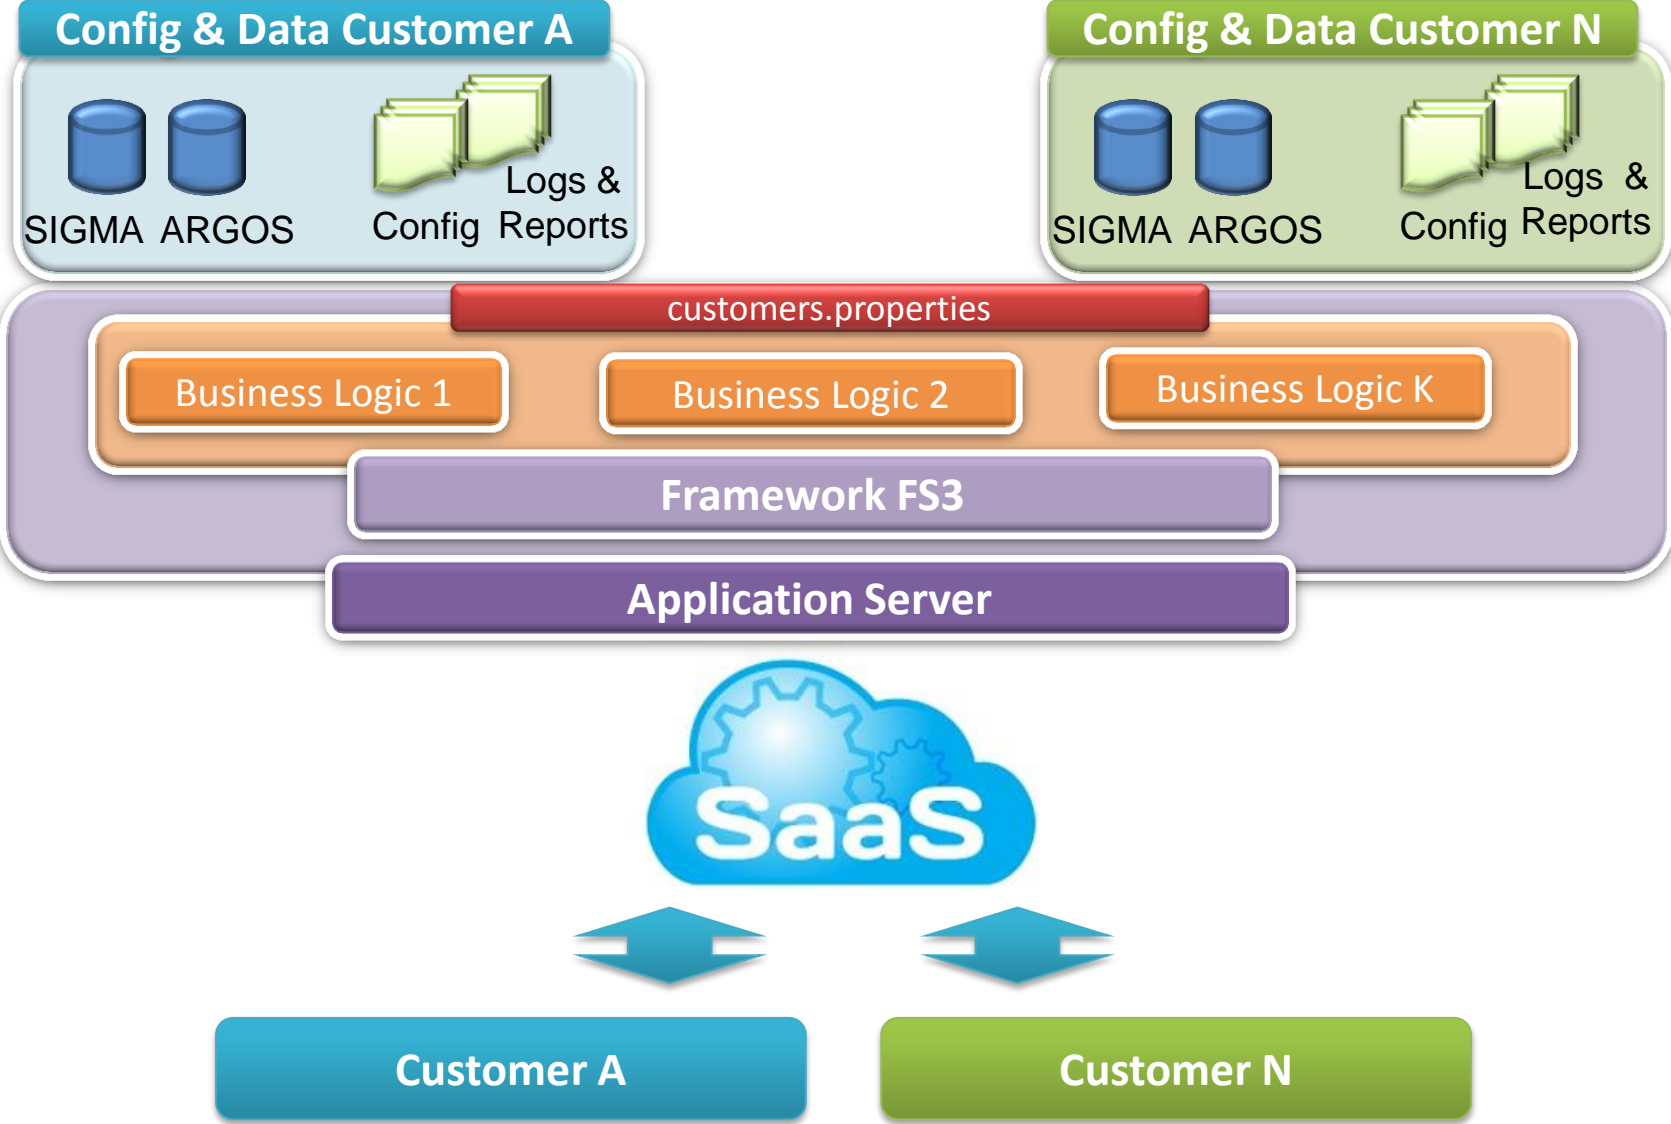 Config & Data Customer A
Config & Data Customer N
SIGMA ARGOS
Config
Logs &
Reports
SIGMA ARGOS
Config
Logs &
Reports
customers.properties
Business Logic 1
Business Logic 2
Business Logic K
Framework FS3
Application Server
SaaS
Customer A
Customer N